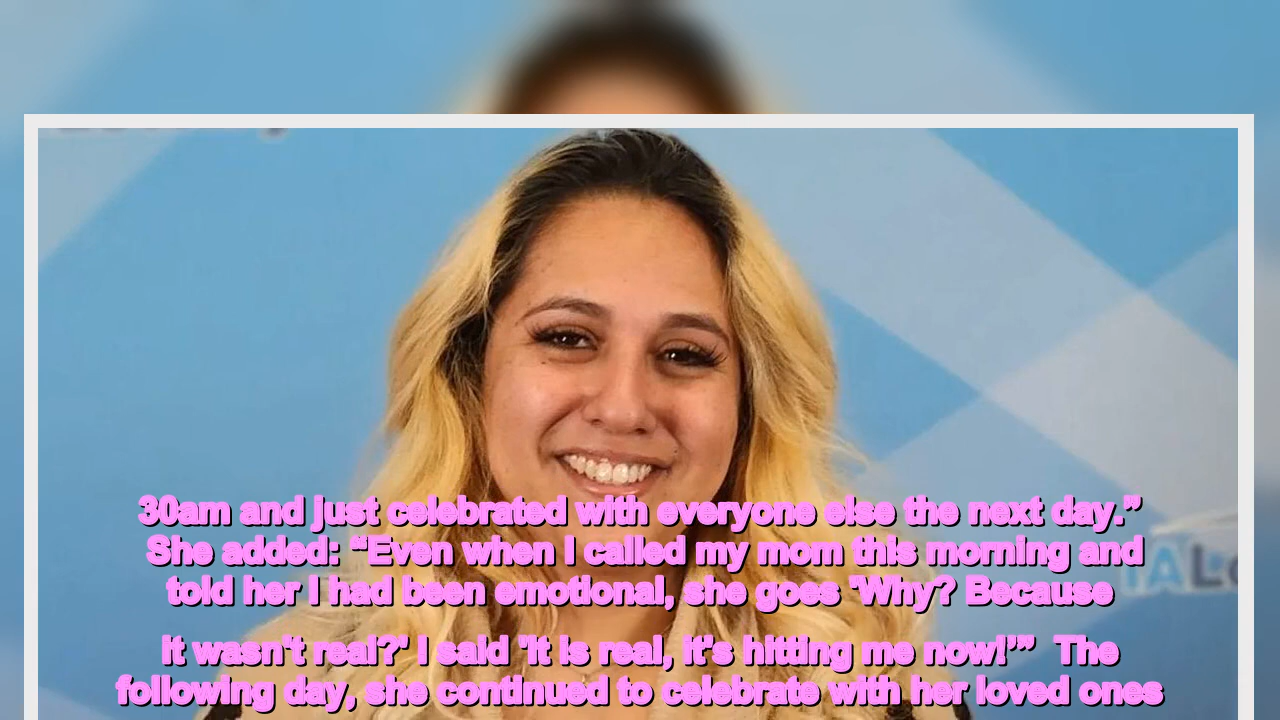 30am and just celebrated with everyone else the next day.”
She added: “Even when I called my mom this morning and
told her I had been emotional, she goes ‘Why? Because
it wasn't real?' I said 'it is real, it's hitting me now!’” The
following day, she continued to celebrate with her loved ones